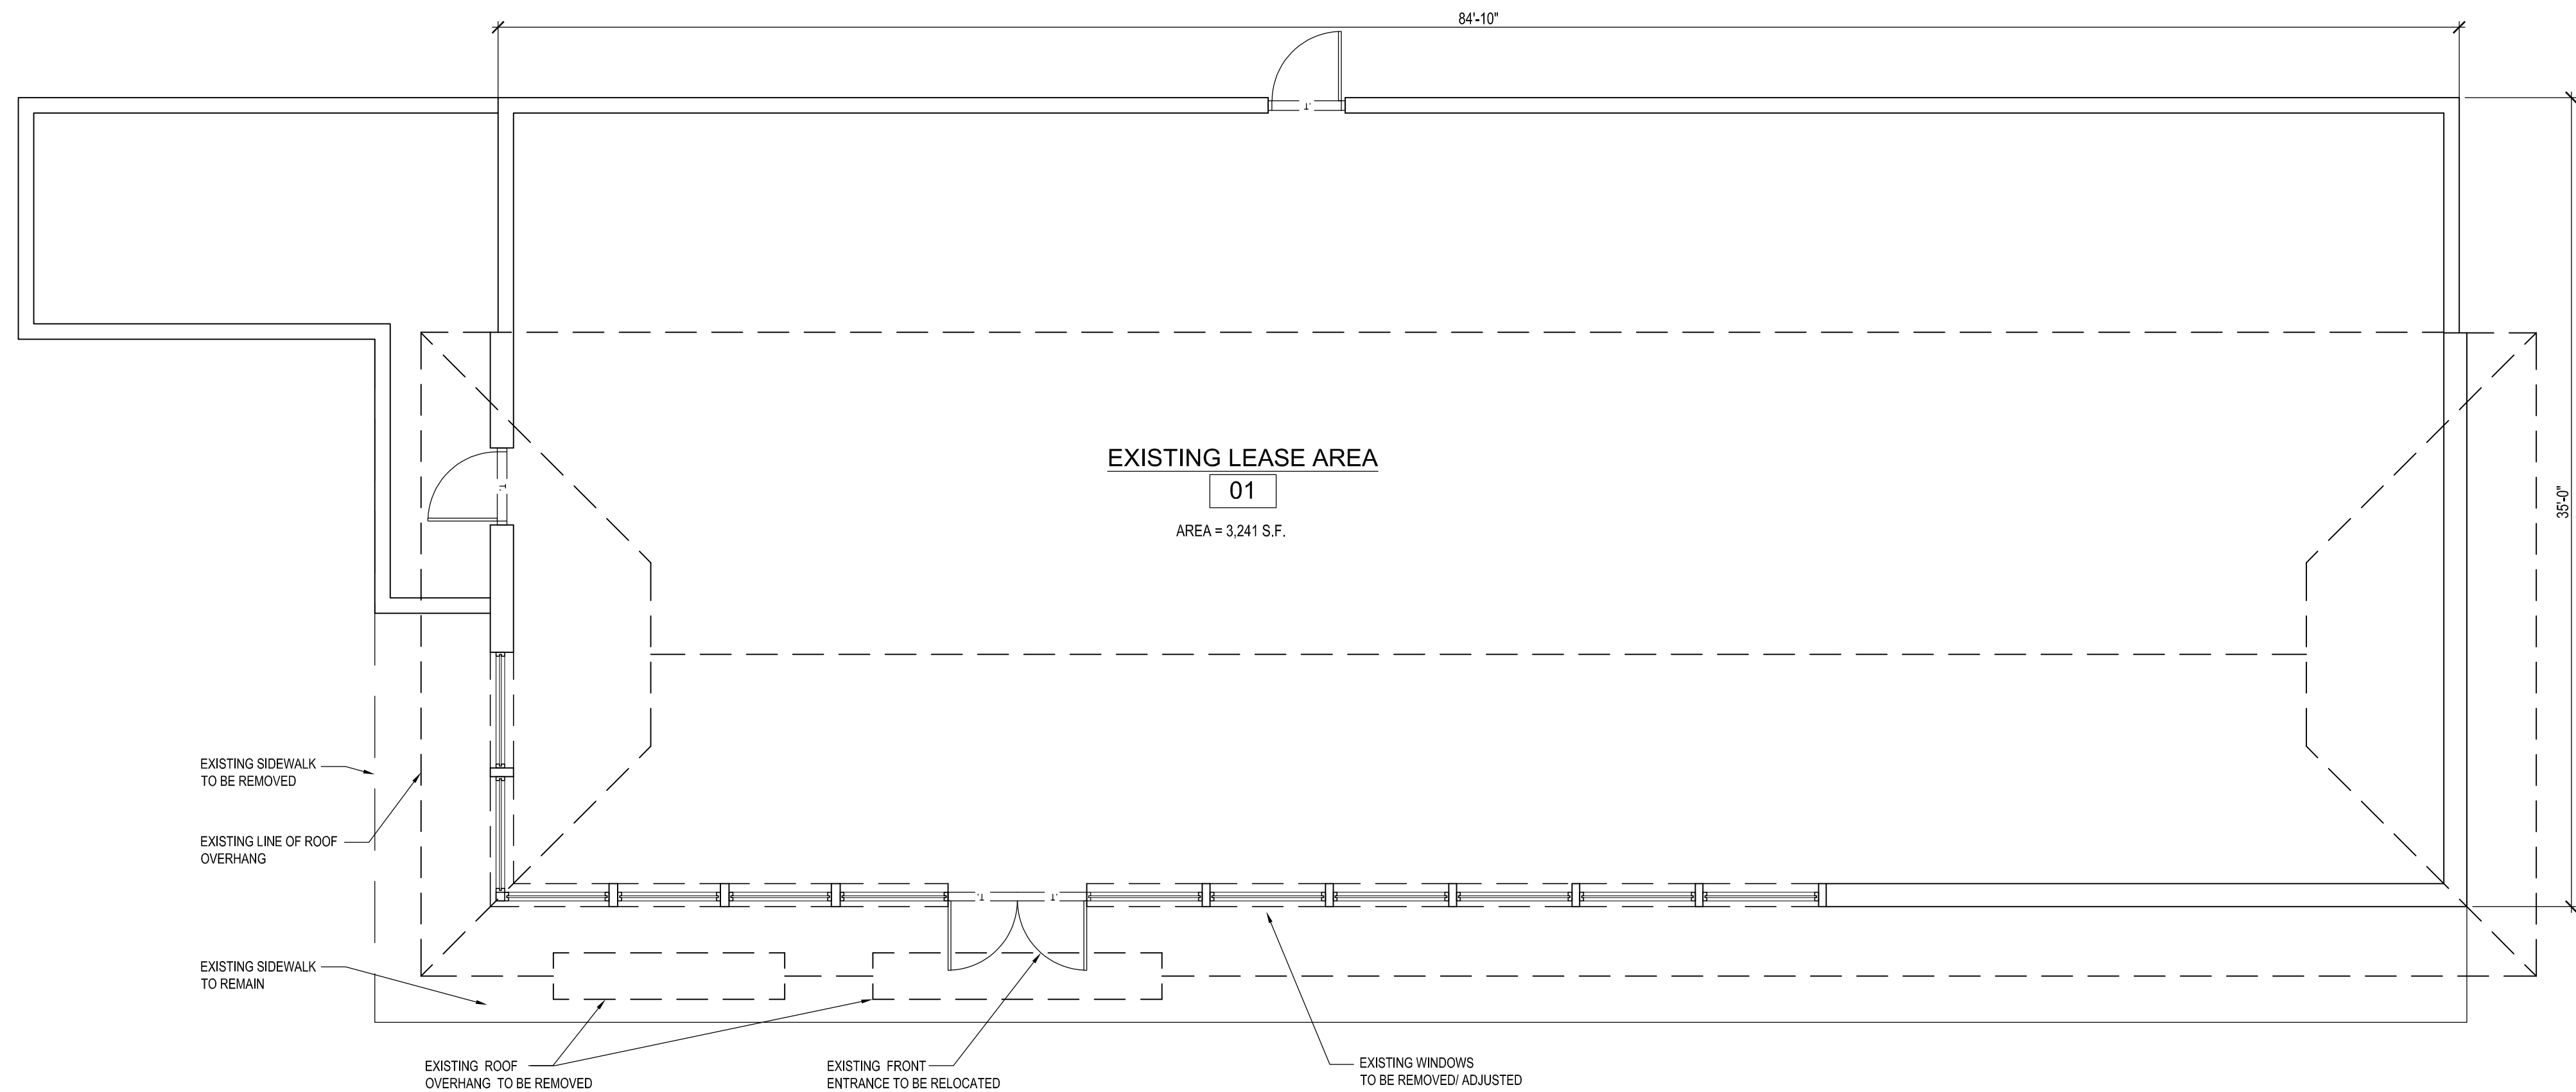 84'-10"
35'-0"
EXISTING LEASE AREA
01
AREA = 3,241 S.F.
EXISTING SIDEWALK
TO BE REMOVED
EXISTING LINE OF ROOF
OVERHANG
EXISTING SIDEWALK
TO REMAIN
EXISTING ROOF
OVERHANG TO BE REMOVED
EXISTING FRONT
ENTRANCE TO BE RELOCATED
EXISTING WINDOWS
TO BE REMOVED/ ADJUSTED